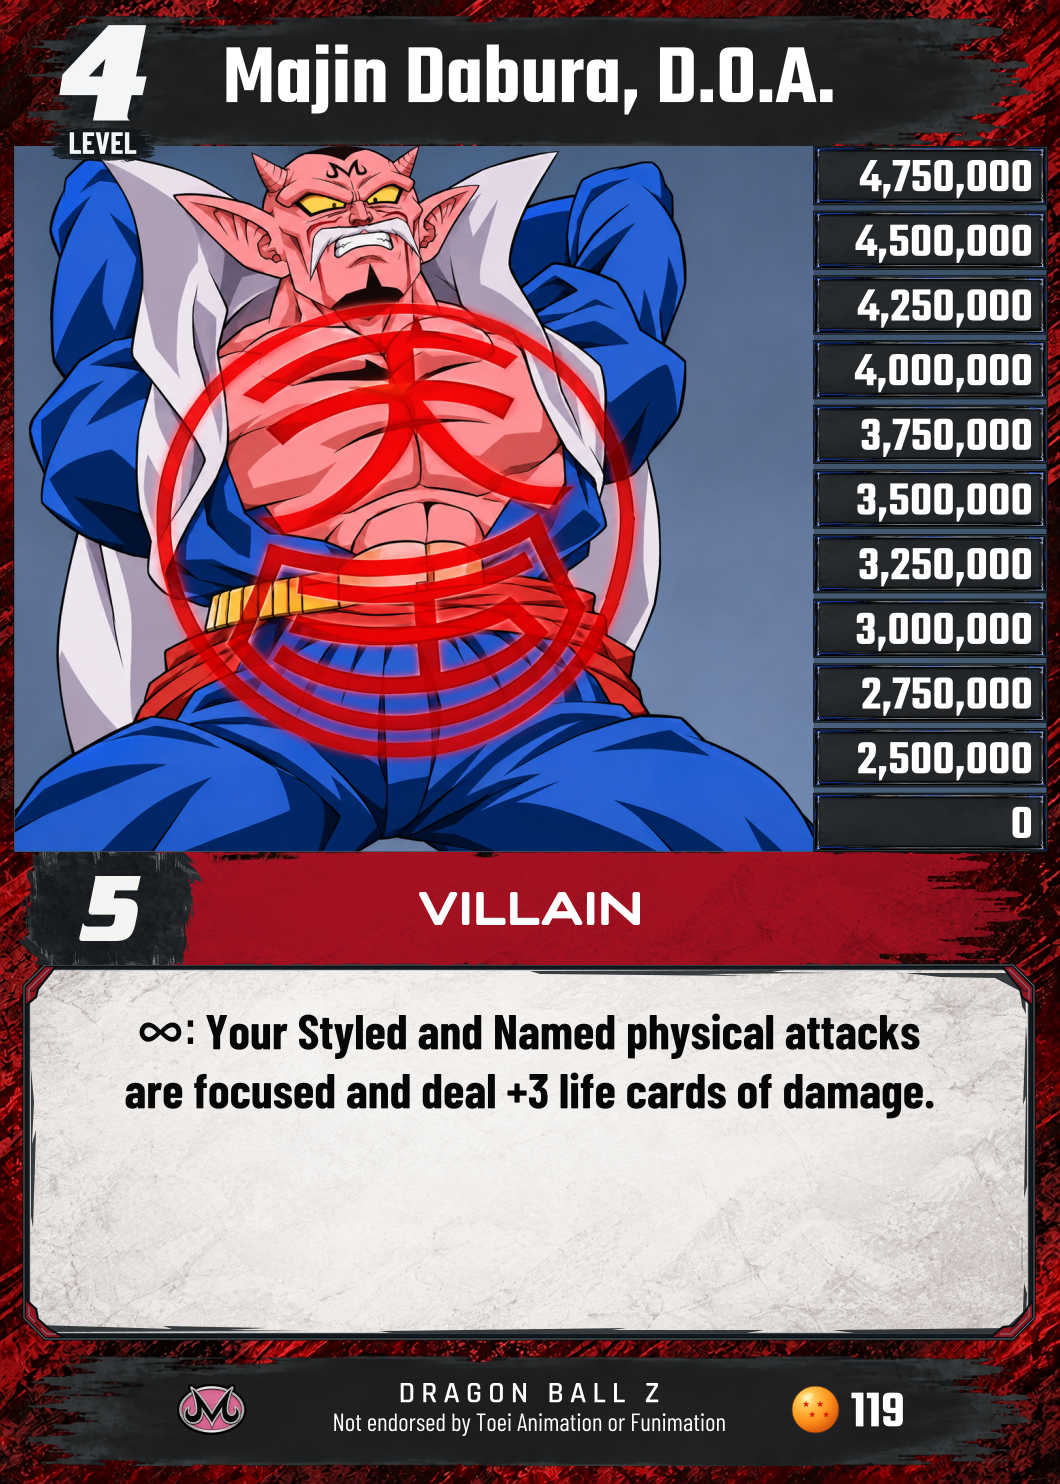 4
LEVEL
Majin Dabura, D.O.A.
4,750,000
4,500,000
4,250,000
4,000,000
3,750,000
3,500,000
3,250,000
3,000,000
2,750,000
2,500,000
0
5
VILLAIN
∞: Your Styled and Named physical attacks
are focused and deal +3 life cards of damage.
DRAGON BALL Z
Not endorsed by Toei Animation or Funimation
119